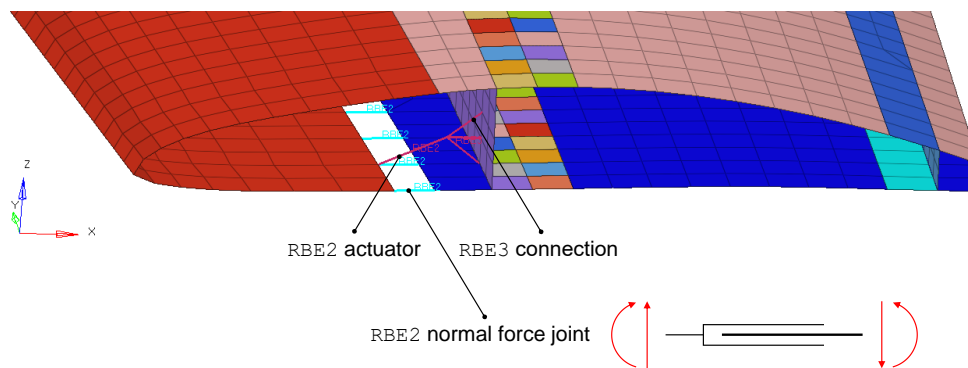 RBE2
RBE2
RBE2
RBE2
RBE2
Z
Y
X
RBE2 actuator
RBE3 connection
RBE2 normal force joint